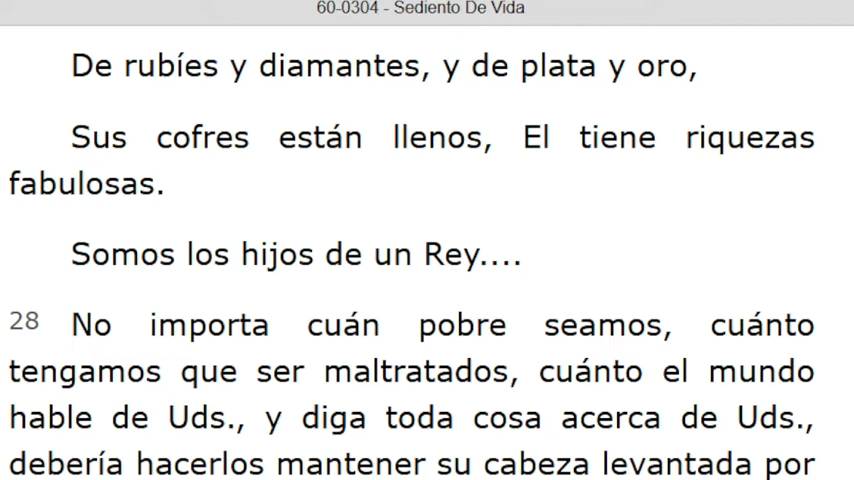 60-0304 - Sediento De Vida
De rubíes y diamantes, y de plata y oro,
Sus cofres están llenos, El tiene riquezas
fabulosas.
Somos los hijos de un Rey....
28 No importa cuán pobre seamos, cuánto
tengamos que ser maltratados, cuánto el mundo
hable de Uds., y diga toda cosa acerca de Uds.,
debería hacerlos mantener su cabeza levantada por